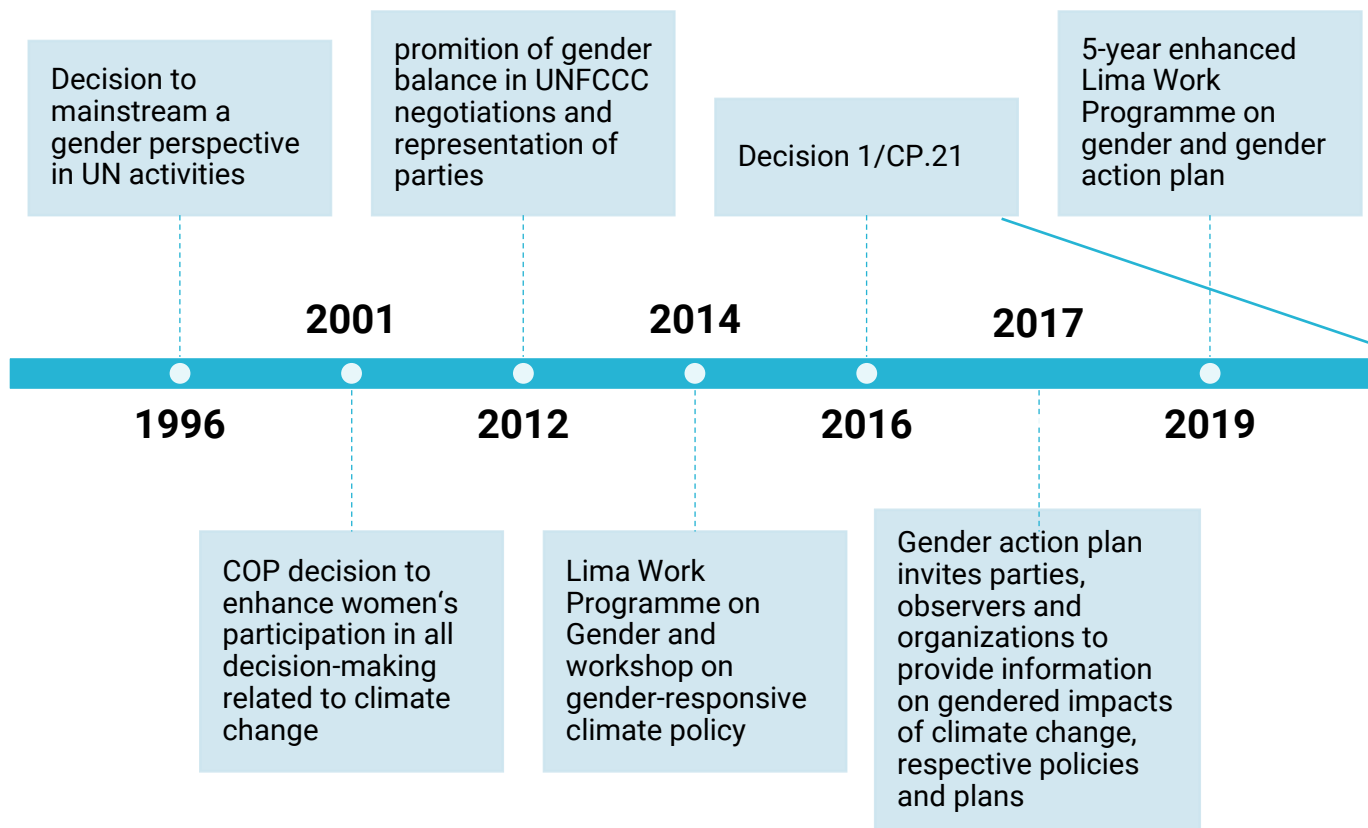 Decision to
mainstream a
gender perspective
in UN activities
promition of gender
balance in UNFCCC
negotiations and
representation of
parties
Decision 1/CP.21
5-year enhanced
Lima Work
Programme on
gender and gender
action plan
2001
2014
2017
1996
2012
2016
2019
COP decision to
enhance women‘s
participation in all
decision-making
related to climate
change
Lima Work
Programme on
Gender and
workshop on
gender-responsive
climate policy
Gender action plan
invites parties,
observers and
organizations to
provide information
on gendered impacts
of climate change,
respective policies
and plans